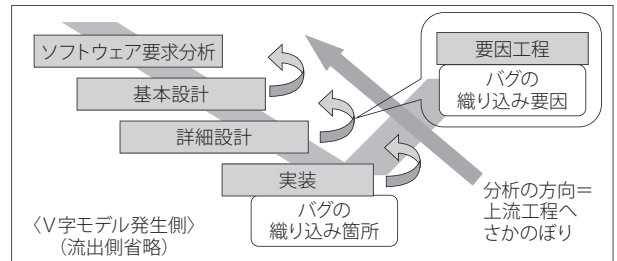 ソフトウェア要求分析
基本設計
詳細設計
実装
バグの
織り込み箇所
要因工程
バグの
織り込み要因
〈V字モデル発生側〉
(流出側省略)
分析の方向=
上流工程へ
さかのぼり